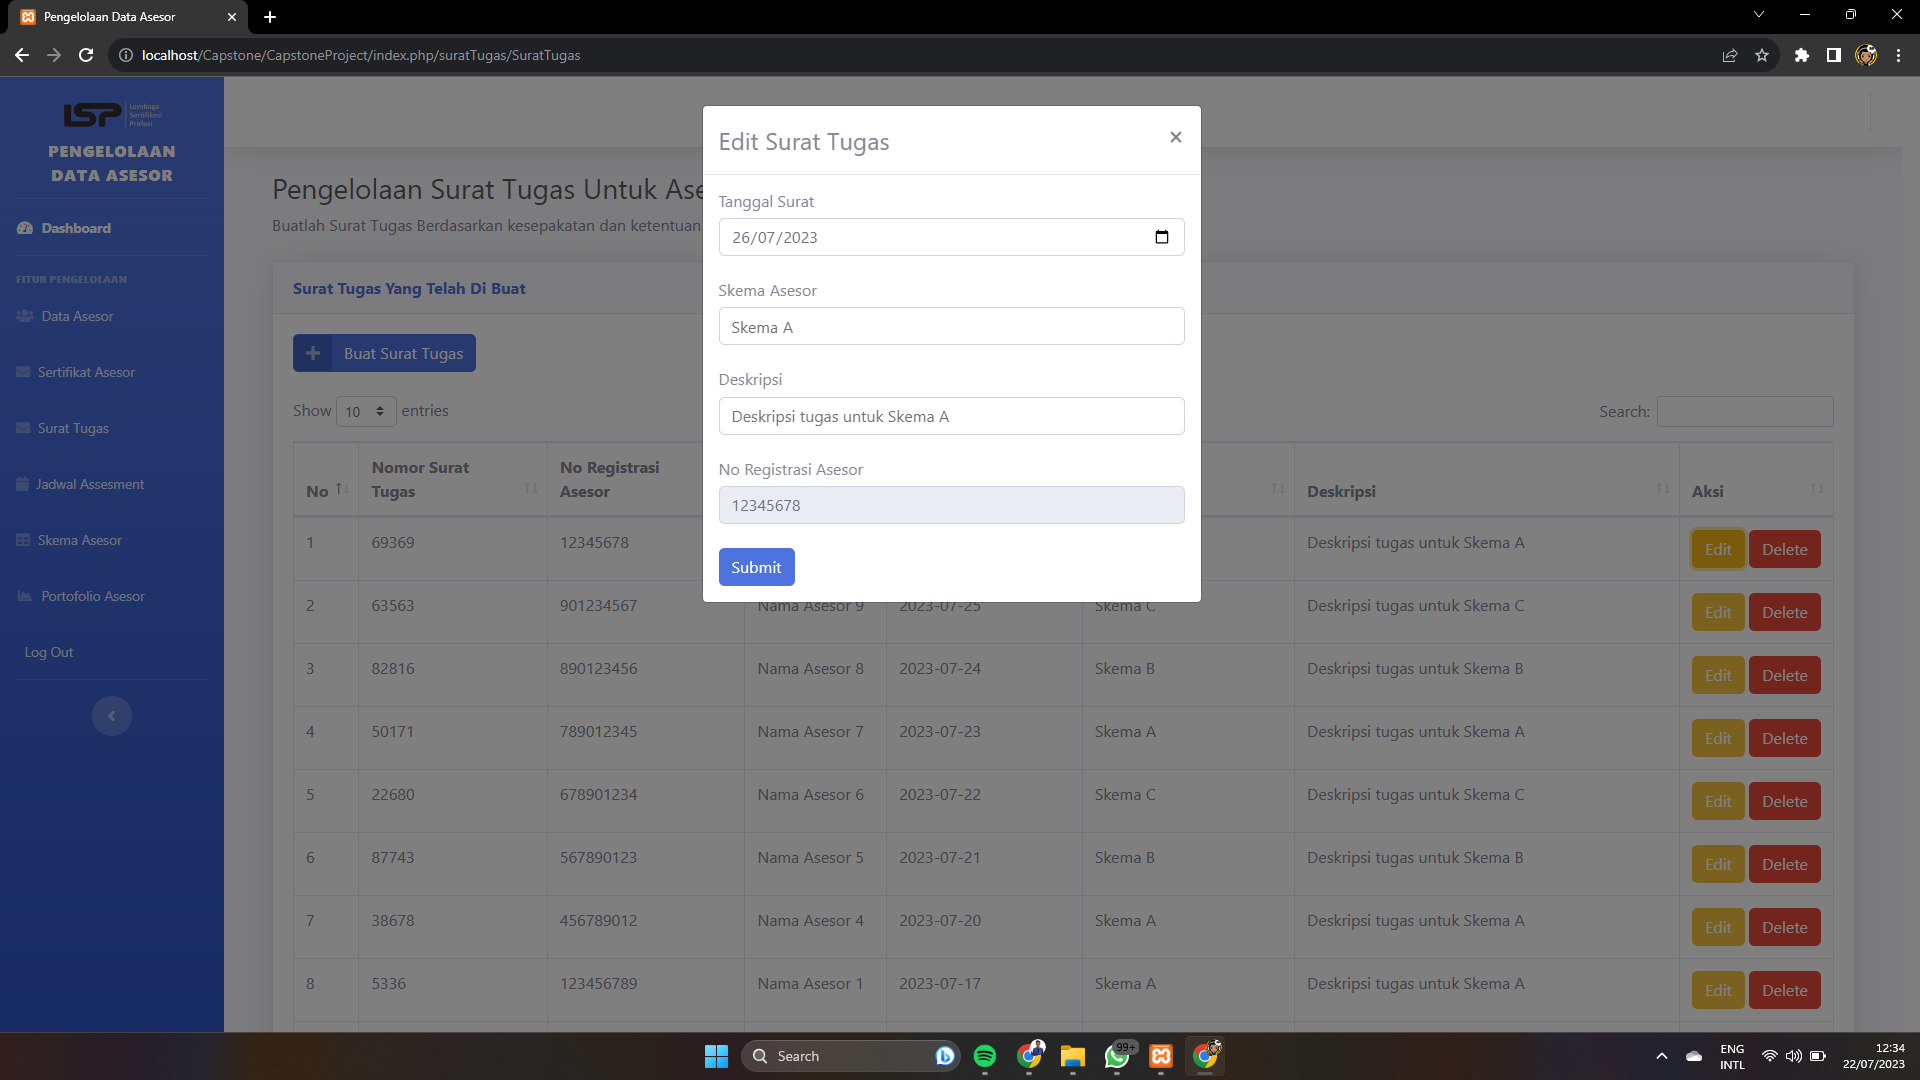 Pengelolaan Data Asesor
localhost/Capstone/CapstoneProject/index.php/suratTugas/SuratTugas
LSP Lembaga Sertifikasi Profesi
PENGELOLAAN
DATA ASESOR
Dashboard
FITUR PENGELOLAAN
Data Asesor
Sertifikat Asesor
Surat Tugas
Jadwal Assesment
Skema Asesor
Portofolio Asesor
Log Out
Pengelolaan Surat Tugas Untuk Ase
Buatlah Surat Tugas Berdasarkan kesepakatan dan ketentuan
Surat Tugas Yang Telah Di Buat
Buat Surat Tugas
Show 10 entries
Search:
Edit Surat Tugas
Tanggal Surat
26/07/2023
Skema Asesor
Skema A
Deskripsi
Deskripsi tugas untuk Skema A
No Registrasi Asesor
12345678
Submit
No Nomor Surat Tugas No Registrasi Asesor Deskripsi Aksi
1 69369 12345678 Deskripsi tugas untuk Skema A Edit Delete
2 63563 901234567 Nama Asesor 9 2023-07-25 Skema C Deskripsi tugas untuk Skema C Edit Delete
3 82816 890123456 Nama Asesor 8 2023-07-24 Skema B Deskripsi tugas untuk Skema B Edit Delete
4 50171 789012345 Nama Asesor 7 2023-07-23 Skema A Deskripsi tugas untuk Skema A Edit Delete
5 22680 678901234 Nama Asesor 6 2023-07-22 Skema C Deskripsi tugas untuk Skema C Edit Delete
6 87743 567890123 Nama Asesor 5 2023-07-21 Skema B Deskripsi tugas untuk Skema B Edit Delete
7 38678 456789012 Nama Asesor 4 2023-07-20 Skema A Deskripsi tugas untuk Skema A Edit Delete
8 5336 123456789 Nama Asesor 1 2023-07-17 Skema A Deskripsi tugas untuk Skema A Edit Delete
Search
99+
ENG
INTL
12:34
22/07/2023